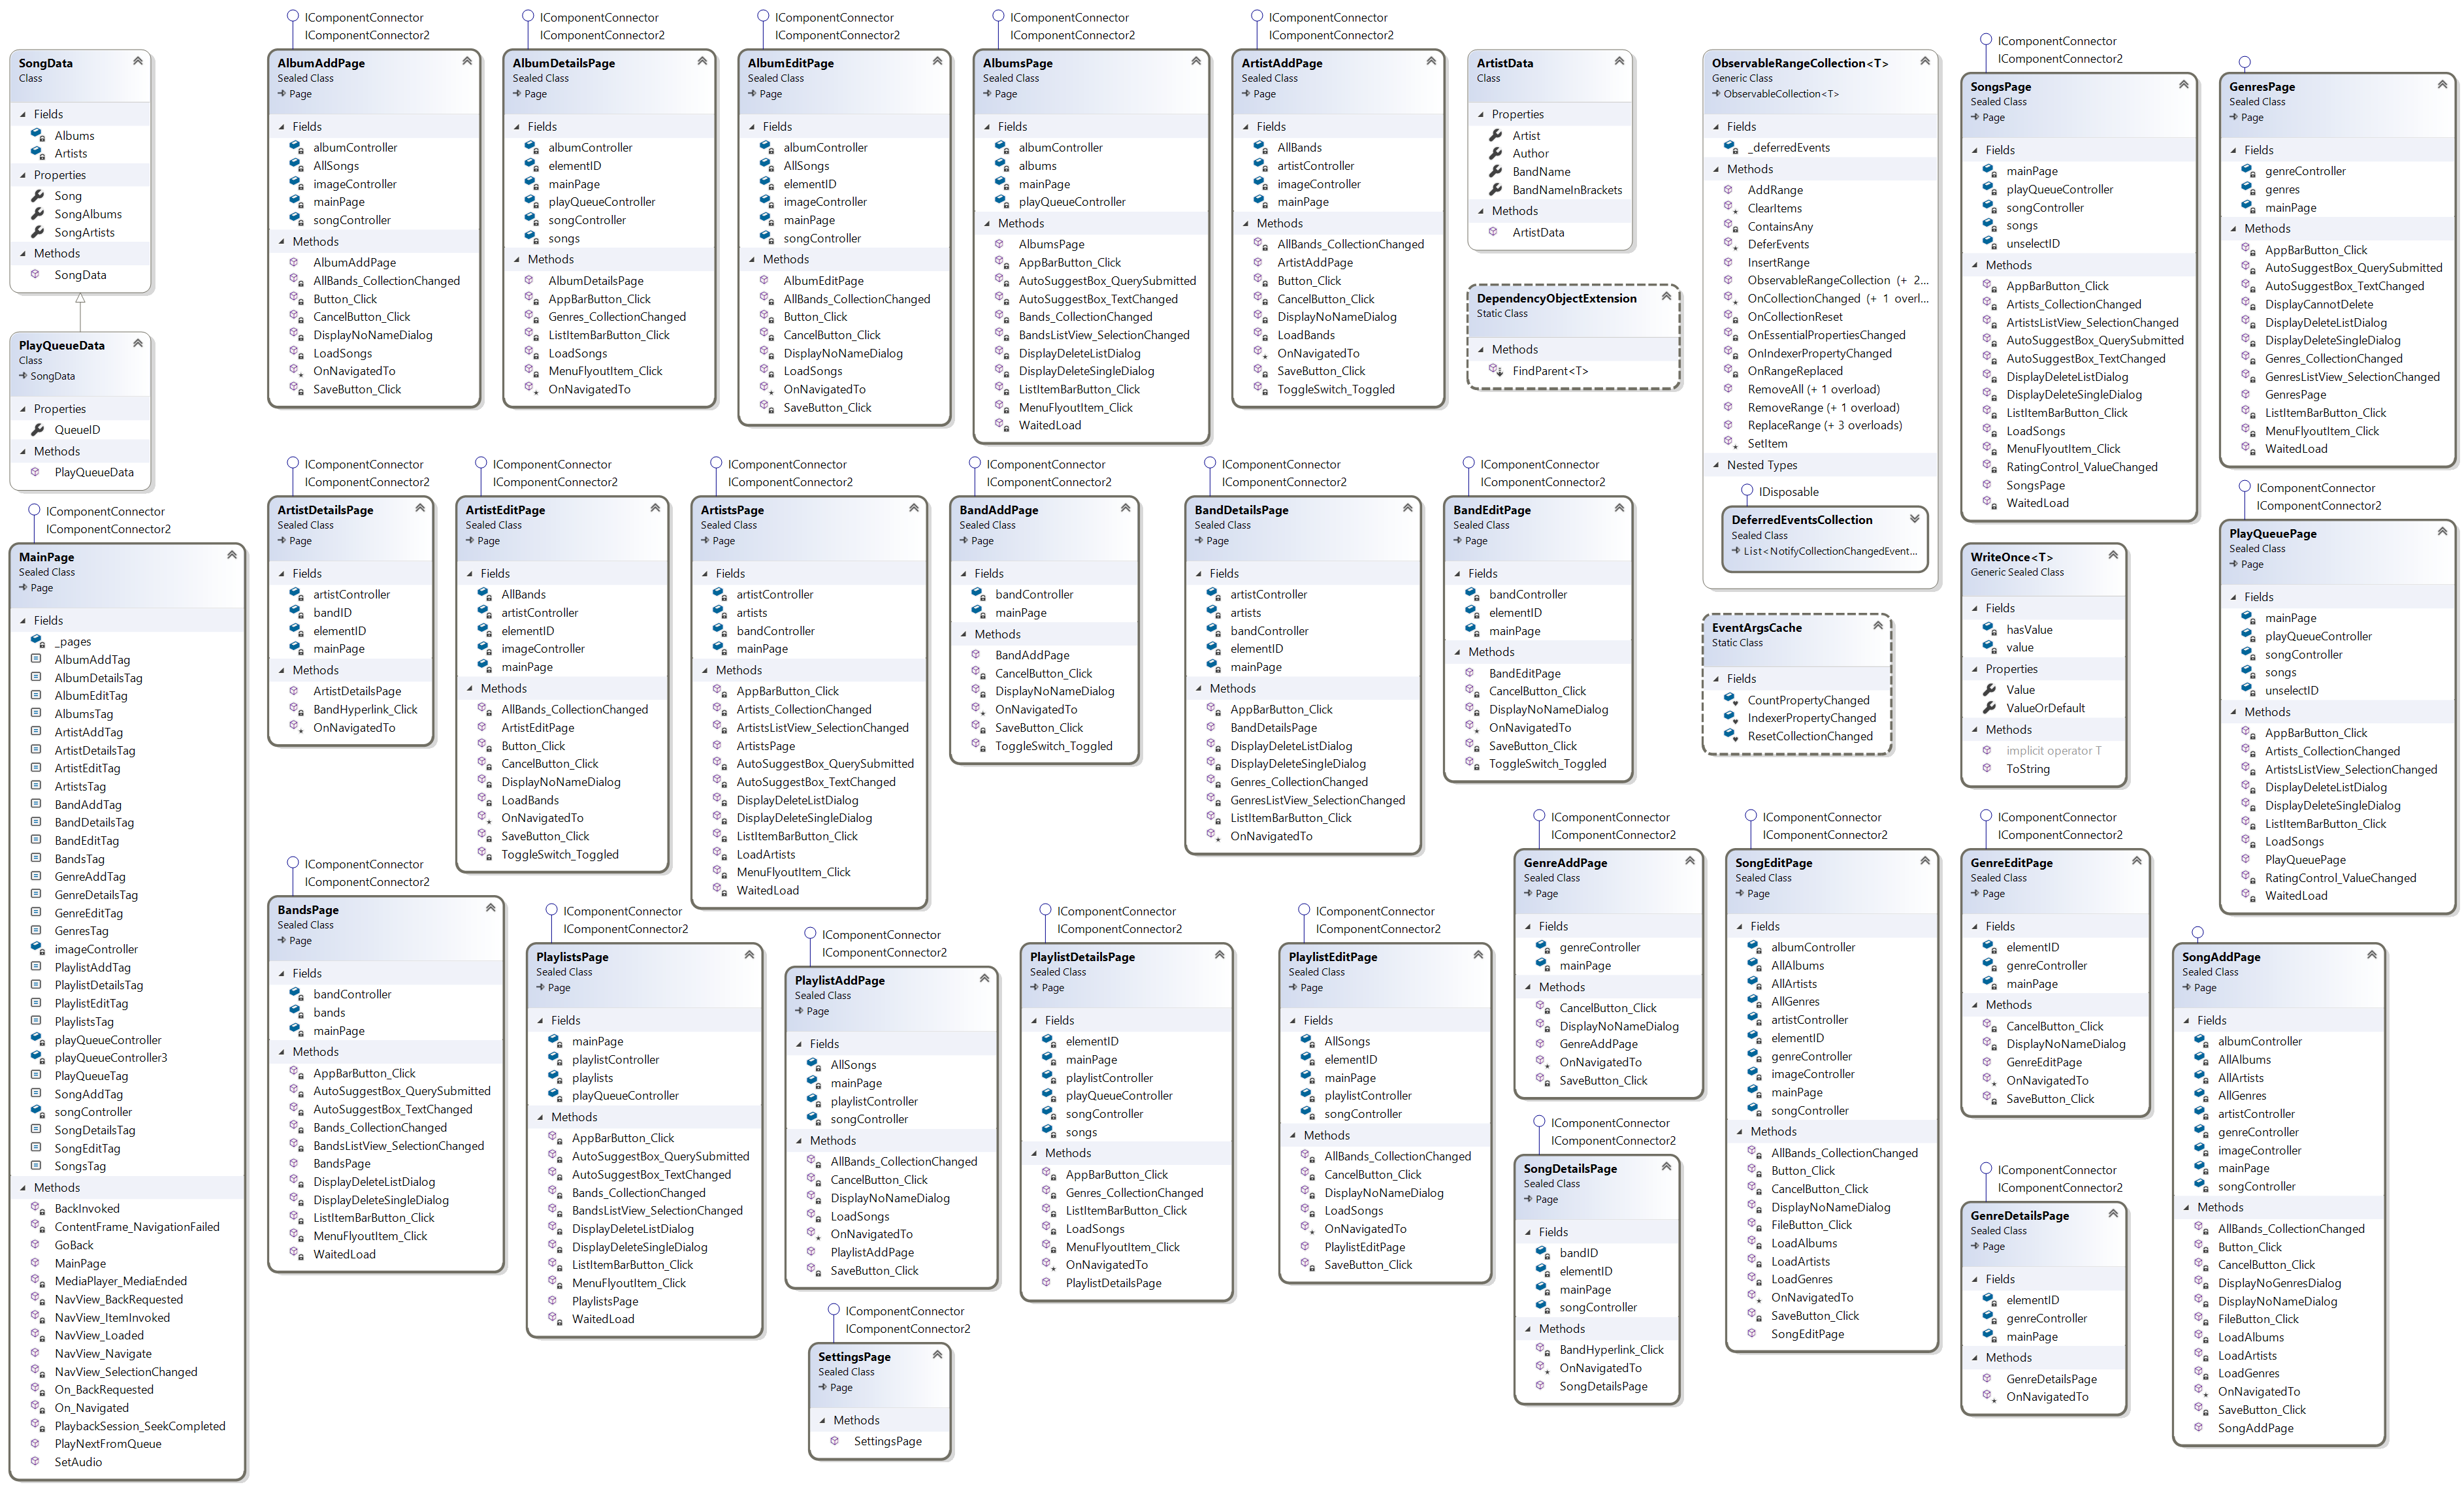 SongData
Class
Fields
Albums
Artists
Properties
Song
SongAlbums
SongArtists
Methods
SongData
PlayQueueData
Class
SongData
Properties
QueueID
Methods
PlayQueueData
IComponentConnector
IComponentConnector2
MainPage
Sealed Class
Page
Fields
_pages
AlbumAddTag
AlbumDetailsTag
AlbumEditTag
AlbumsTag
ArtistAddTag
ArtistDetailsTag
ArtistEditTag
ArtistsTag
BandAddTag
BandDetailsTag
BandEditTag
BandsTag
GenreAddTag
GenreDetailsTag
GenreEditTag
GenresTag
imageController
PlaylistAddTag
PlaylistDetailsTag
PlaylistEditTag
PlaylistsTag
playQueueController
playQueueController3
PlayQueueTag
SongAddTag
songController
SongDetailsTag
SongEditTag
SongsTag
Methods
BackInvoked
ContentFrame_NavigationFailed
GoBack
MainPage
MediaPlayer_MediaEnded
NavView_BackRequested
NavView_ItemInvoked
NavView_Loaded
NavView_Navigate
NavView_SelectionChanged
On_BackRequested
On_Navigated
PlaybackSession_SeekCompleted
PlayNextFromQueue
SetAudio
IComponentConnector
IComponentConnector2
AlbumAddPage
Sealed Class
Page
Fields
albumController
AllSongs
imageController
mainPage
songController
Methods
AlbumAddPage
AllBands_CollectionChanged
Button_Click
CancelButton_Click
DisplayNoNameDialog
LoadSongs
OnNavigatedTo
SaveButton_Click
IComponentConnector
IComponentConnector2
AlbumDetailsPage
Sealed Class
Page
Fields
albumController
elementID
mainPage
playQueueController
songController
songs
Methods
AlbumDetailsPage
AppBarButton_Click
Genres_CollectionChanged
ListItemBarButton_Click
LoadSongs
MenuFlyoutItem_Click
OnNavigatedTo
IComponentConnector
IComponentConnector2
AlbumEditPage
Sealed Class
Page
Fields
albumController
AllSongs
elementID
imageController
mainPage
songController
Methods
AlbumEditPage
AllBands_CollectionChanged
Button_Click
CancelButton_Click
DisplayNoNameDialog
LoadSongs
OnNavigatedTo
SaveButton_Click
IComponentConnector
IComponentConnector2
AlbumsPage
Sealed Class
Page
Fields
albumController
albums
mainPage
playQueueController
Methods
AlbumsPage
AppBarButton_Click
AutoSuggestBox_QuerySubmitted
AutoSuggestBox_TextChanged
Bands_CollectionChanged
BandsListView_SelectionChanged
DisplayDeleteListDialog
DisplayDeleteSingleDialog
ListItemBarButton_Click
MenuFlyoutItem_Click
WaitedLoad
IComponentConnector
IComponentConnector2
ArtistAddPage
Sealed Class
Page
Fields
AllBands
artistController
imageController
mainPage
Methods
AllBands_CollectionChanged
ArtistAddPage
Button_Click
CancelButton_Click
DisplayNoNameDialog
LoadBands
OnNavigatedTo
SaveButton_Click
ToggleSwitch_Toggled
ArtistData
Class
Properties
Artist
Author
BandName
BandNameInBrackets
Methods
ArtistData
DependencyObjectExtension
Static Class
Methods
FindParent<T>
ObservableRangeCollection<T>
Generic Class
ObservableCollection<T>
Fields
_deferredEvents
Methods
AddRange
ClearItems
ContainsAny
DeferEvents
InsertRange
ObservableRangeCollection (+ 2...
OnCollectionChanged (+ 1 overl...
OnCollectionReset
OnEssentialPropertiesChanged
OnIndexerPropertyChanged
OnRangeReplaced
RemoveAll (+ 1 overload)
RemoveRange (+ 1 overload)
ReplaceRange (+ 3 overloads)
SetItem
Nested Types
IDisposable
DeferredEventsCollection
Sealed Class
List<NotifyCollectionChangedEvent...
IComponentConnector
IComponentConnector2
SongsPage
Sealed Class
Page
Fields
mainPage
playQueueController
songController
songs
unselectID
Methods
AppBarButton_Click
Artists_CollectionChanged
ArtistsListView_SelectionChanged
AutoSuggestBox_QuerySubmitted
AutoSuggestBox_TextChanged
DisplayDeleteListDialog
DisplayDeleteSingleDialog
ListItemBarButton_Click
LoadSongs
MenuFlyoutItem_Click
RatingControl_ValueChanged
SongsPage
WaitedLoad
GenresPage
Sealed Class
Page
Fields
genreController
genres
mainPage
Methods
AppBarButton_Click
AutoSuggestBox_QuerySubmitted
AutoSuggestBox_TextChanged
DisplayCannotDelete
DisplayDeleteListDialog
DisplayDeleteSingleDialog
Genres_CollectionChanged
GenresListView_SelectionChanged
GenresPage
ListItemBarButton_Click
MenuFlyoutItem_Click
WaitedLoad
IComponentConnector
IComponentConnector2
ArtistDetailsPage
Sealed Class
Page
Fields
artistController
bandID
elementID
mainPage
Methods
ArtistDetailsPage
BandHyperlink_Click
OnNavigatedTo
IComponentConnector
IComponentConnector2
ArtistEditPage
Sealed Class
Page
Fields
AllBands
artistController
elementID
imageController
mainPage
Methods
AllBands_CollectionChanged
ArtistEditPage
Button_Click
CancelButton_Click
DisplayNoNameDialog
LoadBands
OnNavigatedTo
SaveButton_Click
ToggleSwitch_Toggled
IComponentConnector
IComponentConnector2
ArtistsPage
Sealed Class
Page
Fields
artistController
artists
bandController
mainPage
Methods
AppBarButton_Click
Artists_CollectionChanged
ArtistsListView_SelectionChanged
ArtistsPage
AutoSuggestBox_QuerySubmitted
AutoSuggestBox_TextChanged
DisplayDeleteListDialog
DisplayDeleteSingleDialog
ListItemBarButton_Click
LoadArtists
MenuFlyoutItem_Click
WaitedLoad
IComponentConnector
IComponentConnector2
BandAddPage
Sealed Class
Page
Fields
bandController
mainPage
Methods
BandAddPage
CancelButton_Click
DisplayNoNameDialog
OnNavigatedTo
SaveButton_Click
ToggleSwitch_Toggled
IComponentConnector
IComponentConnector2
BandDetailsPage
Sealed Class
Page
Fields
artistController
artists
bandController
elementID
mainPage
Methods
AppBarButton_Click
BandDetailsPage
DisplayDeleteListDialog
DisplayDeleteSingleDialog
Genres_CollectionChanged
GenresListView_SelectionChanged
ListItemBarButton_Click
OnNavigatedTo
IComponentConnector
IComponentConnector2
BandEditPage
Sealed Class
Page
Fields
bandController
elementID
mainPage
Methods
BandEditPage
CancelButton_Click
DisplayNoNameDialog
OnNavigatedTo
SaveButton_Click
ToggleSwitch_Toggled
EventArgsCache
Static Class
Fields
CountPropertyChanged
IndexerPropertyChanged
ResetCollectionChanged
WriteOnce<T>
Generic Sealed Class
Fields
hasValue
value
Properties
Value
ValueOrDefault
Methods
implicit operator T
ToString
IComponentConnector
IComponentConnector2
PlayQueuePage
Sealed Class
Page
Fields
mainPage
playQueueController
songController
songs
unselectID
Methods
AppBarButton_Click
Artists_CollectionChanged
ArtistsListView_SelectionChanged
DisplayDeleteListDialog
DisplayDeleteSingleDialog
ListItemBarButton_Click
LoadSongs
PlayQueuePage
RatingControl_ValueChanged
WaitedLoad
IComponentConnector
IComponentConnector2
BandsPage
Sealed Class
Page
Fields
bandController
bands
mainPage
Methods
AppBarButton_Click
AutoSuggestBox_QuerySubmitted
AutoSuggestBox_TextChanged
Bands_CollectionChanged
BandsListView_SelectionChanged
BandsPage
DisplayDeleteListDialog
DisplayDeleteSingleDialog
ListItemBarButton_Click
MenuFlyoutItem_Click
WaitedLoad
IComponentConnector
IComponentConnector2
PlaylistsPage
Sealed Class
Page
Fields
mainPage
playlistController
playlists
playQueueController
Methods
AppBarButton_Click
AutoSuggestBox_QuerySubmitted
AutoSuggestBox_TextChanged
Bands_CollectionChanged
BandsListView_SelectionChanged
DisplayDeleteListDialog
DisplayDeleteSingleDialog
ListItemBarButton_Click
MenuFlyoutItem_Click
PlaylistsPage
WaitedLoad
IComponentConnector
IComponentConnector2
PlaylistAddPage
Sealed Class
Page
Fields
AllSongs
mainPage
playlistController
songController
Methods
AllBands_CollectionChanged
CancelButton_Click
DisplayNoNameDialog
LoadSongs
OnNavigatedTo
PlaylistAddPage
SaveButton_Click
IComponentConnector
IComponentConnector2
SettingsPage
Sealed Class
Page
Methods
SettingsPage
IComponentConnector
IComponentConnector2
PlaylistDetailsPage
Sealed Class
Page
Fields
elementID
mainPage
playlistController
playQueueController
songController
songs
Methods
AppBarButton_Click
Genres_CollectionChanged
ListItemBarButton_Click
LoadSongs
MenuFlyoutItem_Click
OnNavigatedTo
PlaylistDetailsPage
IComponentConnector
IComponentConnector2
PlaylistEditPage
Sealed Class
Page
Fields
AllSongs
elementID
mainPage
playlistController
songController
Methods
AllBands_CollectionChanged
CancelButton_Click
DisplayNoNameDialog
LoadSongs
OnNavigatedTo
PlaylistEditPage
SaveButton_Click
IComponentConnector
IComponentConnector2
GenreAddPage
Sealed Class
Page
Fields
genreController
mainPage
Methods
CancelButton_Click
DisplayNoNameDialog
GenreAddPage
OnNavigatedTo
SaveButton_Click
IComponentConnector
IComponentConnector2
SongDetailsPage
Sealed Class
Page
Fields
bandID
elementID
mainPage
songController
Methods
BandHyperlink_Click
OnNavigatedTo
SongDetailsPage
IComponentConnector
IComponentConnector2
SongEditPage
Sealed Class
Page
Fields
albumController
AllAlbums
AllArtists
AllGenres
artistController
elementID
genreController
imageController
mainPage
songController
Methods
AllBands_CollectionChanged
Button_Click
CancelButton_Click
DisplayNoNameDialog
FileButton_Click
LoadAlbums
LoadArtists
LoadGenres
OnNavigatedTo
SaveButton_Click
SongEditPage
IComponentConnector
IComponentConnector2
GenreEditPage
Sealed Class
Page
Fields
elementID
genreController
mainPage
Methods
CancelButton_Click
DisplayNoNameDialog
GenreEditPage
OnNavigatedTo
SaveButton_Click
IComponentConnector
IComponentConnector2
GenreDetailsPage
Sealed Class
Page
Fields
elementID
genreController
mainPage
Methods
GenreDetailsPage
OnNavigatedTo
SongAddPage
Sealed Class
Page
Fields
albumController
AllAlbums
AllArtists
AllGenres
artistController
genreController
imageController
mainPage
songController
Methods
AllBands_CollectionChanged
Button_Click
CancelButton_Click
DisplayNoGenresDialog
DisplayNoNameDialog
FileButton_Click
LoadAlbums
LoadArtists
LoadGenres
OnNavigatedTo
SaveButton_Click
SongAddPage